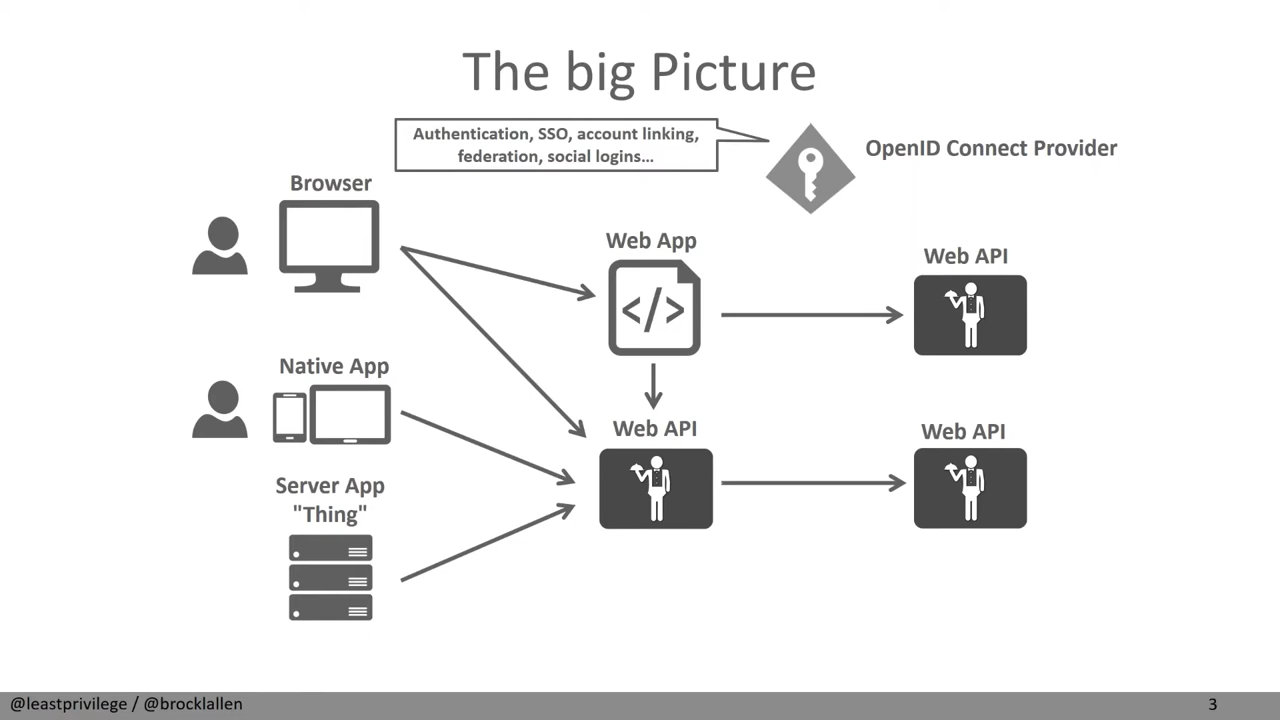 The big Picture
Authentication, SSO, account linking,
federation, social logins...
OpenID Connect Provider
Browser
Web App
</>
Web API
Native App
Web API
Web API
Server App
"Thing"
@leastprivilege / @brocklallen
3